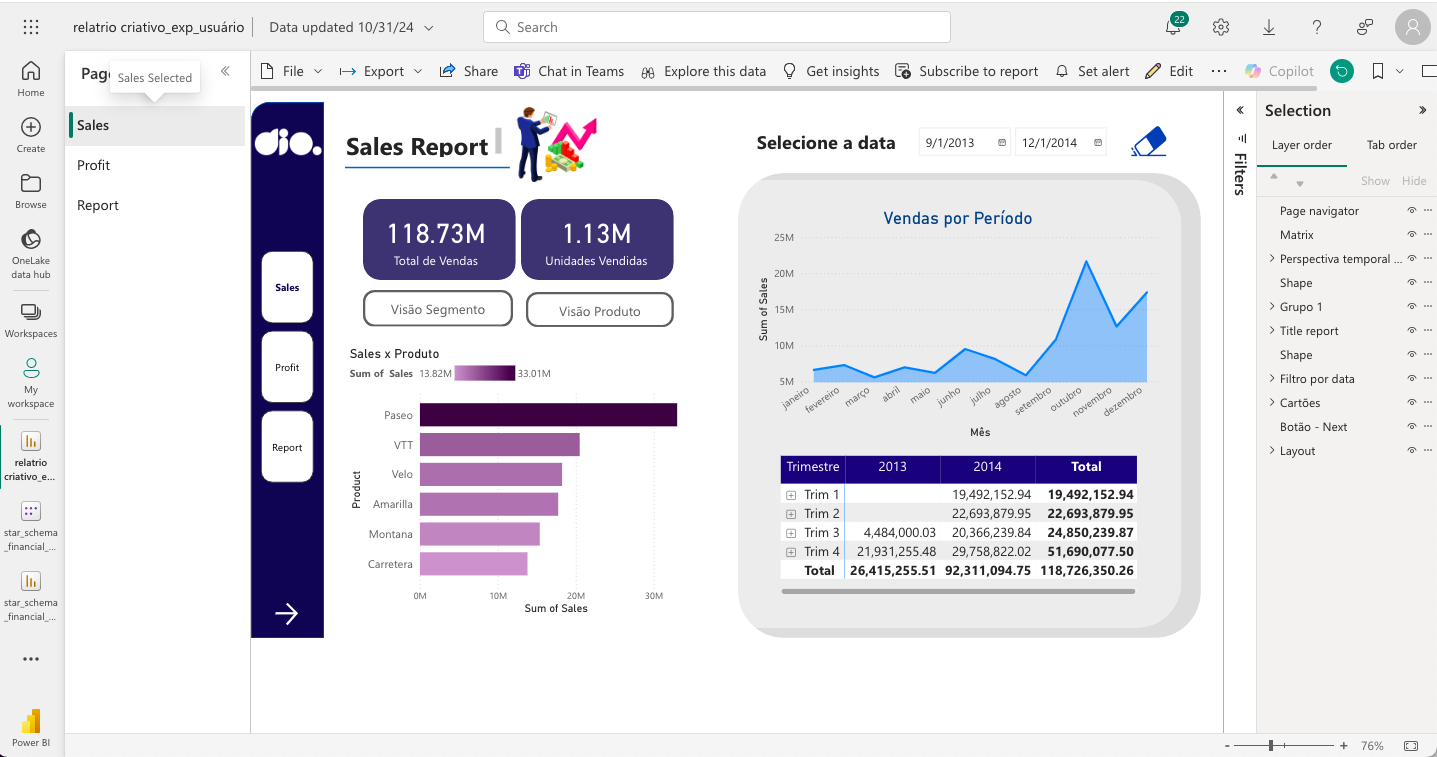 relatrio criativo_exp_usuário
Data updated 10/31/24
Search
22
Home
Create
Browse
OneLake
data hub
Workspaces
My
workspace
relatrio
criativo_e...
star_schema
_financial_...
star_schema
_financial_...
Power BI
Sales Selected
Sales
Profit
Report
File
Export
Share
Chat in Teams
Explore this data
Get insights
Subscribe to report
Set alert
Edit
Copilot
dio.
Sales
Profit
Report
Sales Report
118.73M
Total de Vendas
1.13M
Unidades Vendidas
Visão Segmento
Visão Produto
Sales x Produto
Sum of Sales 13.82M 33.01M
Product
Paseo
VTT
Velo
Amarilla
Montana
Carretera
0M 10M 20M 30M
Sum of Sales
Selecione a data
9/1/2013
12/1/2014
Vendas por Período
Sum of Sales
25M
20M
15M
10M
5M
janeiro fevereiro março abril maio junho julho agosto setembro outubro novembro dezembro
Mês
Trimestre 2013 2014 Total
Trim 1 19,492,152.94 19,492,152.94
Trim 2 22,693,879.95 22,693,879.95
Trim 3 4,484,000.03 20,366,239.84 24,850,239.87
Trim 4 21,931,255.48 29,758,822.02 51,690,077.50
Total 26,415,255.51 92,311,094.75 118,726,350.26
Filters
Selection
Layer order
Tab order
Show
Hide
Page navigator
Matrix
Perspectiva temporal ...
Shape
Grupo 1
Title report
Shape
Filtro por data
Cartões
Botão - Next
Layout
- + 76%